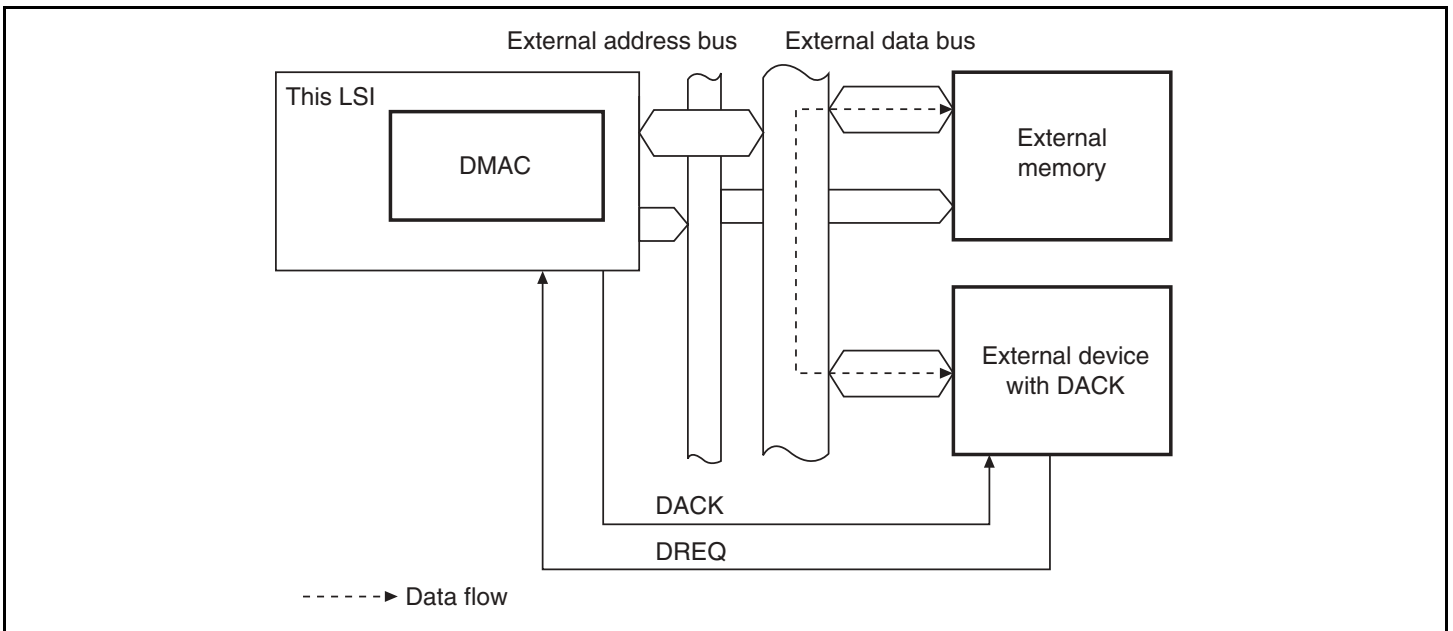 External address bus
External data bus
This LSI
DMAC
External
memory
External device
with DACK
DACK
DREQ
Data flow